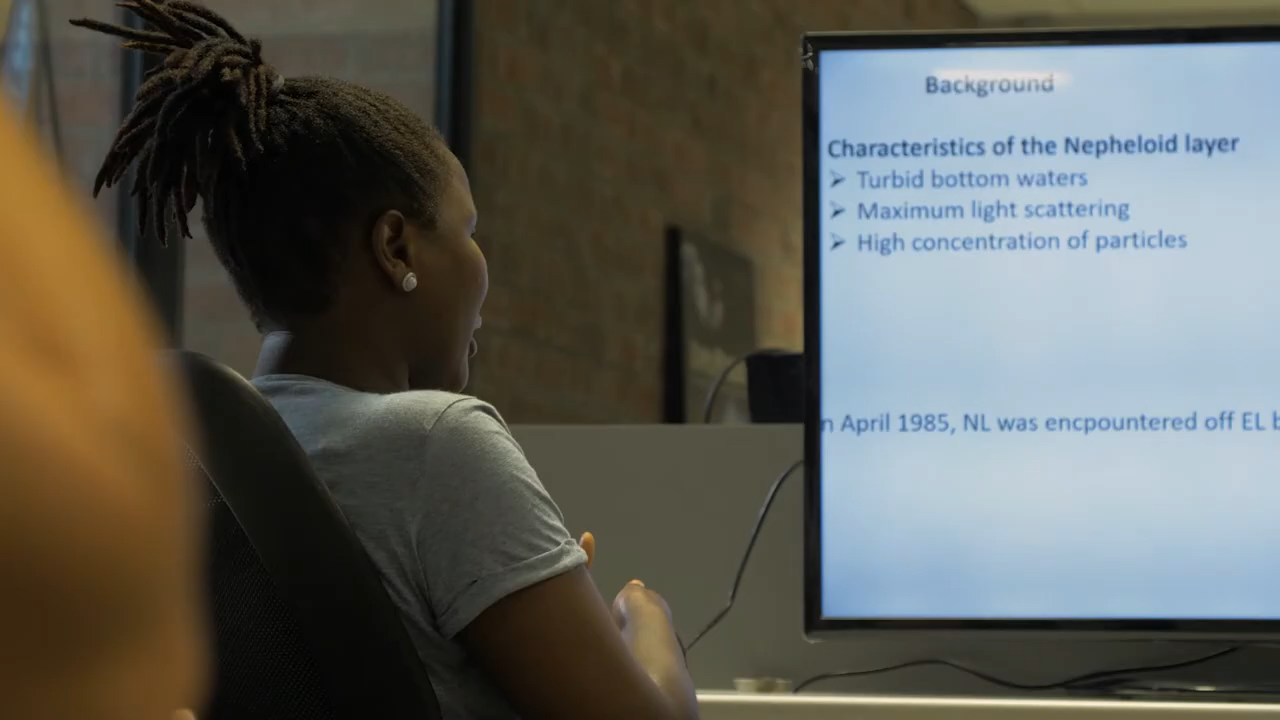 Background
Characteristics of the Nepheloid layer
➢ Turbid bottom waters
➢ Maximum light scattering
➢ High concentration of particles
n April 1985, NL was encpountered off EL b